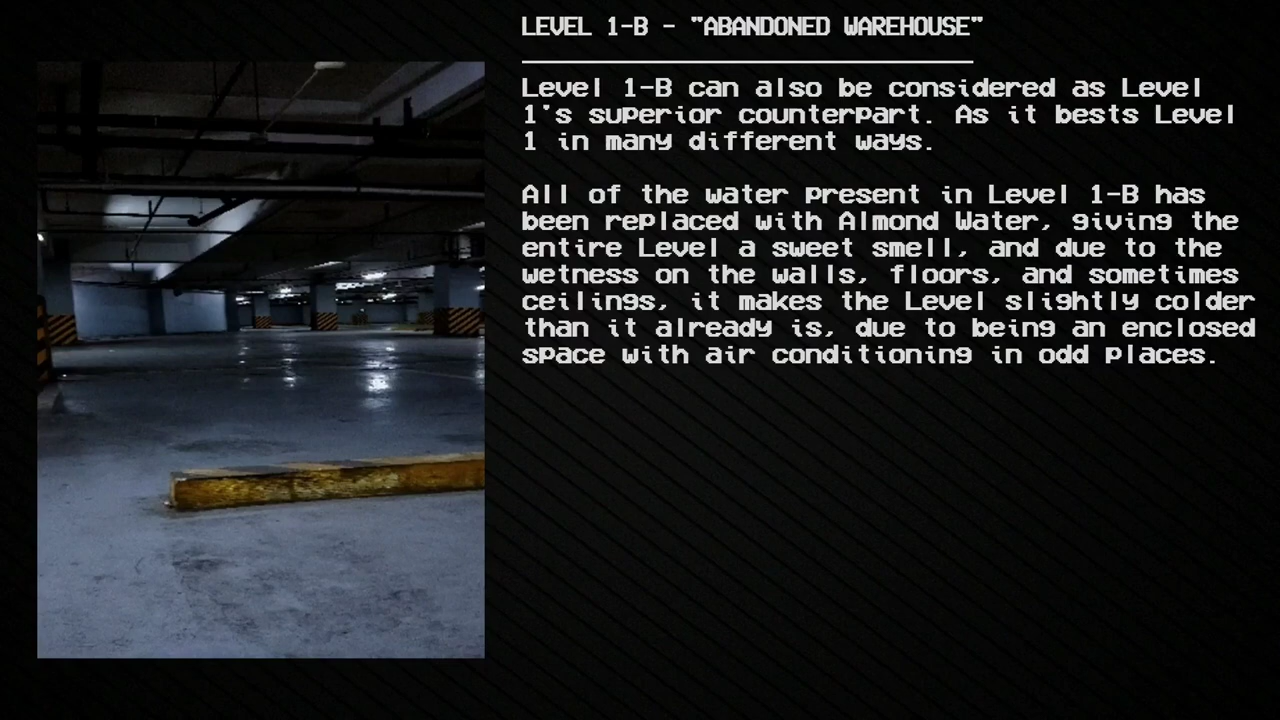 LEVEL 1-B - "ABANDONED WAREHOUSE"
Level 1-B can also be considered as Level
1's superior counterpart. As it bests Level
1 in many different ways.
All of the water present in Level 1-B has
been replaced with Almond Water, giving the
entire Level a sweet smell, and due to the
wetness on the walls, floors, and sometimes
ceilings, it makes the Level slightly colder
than it already is, due to being an enclosed
space with air conditioning in odd places.